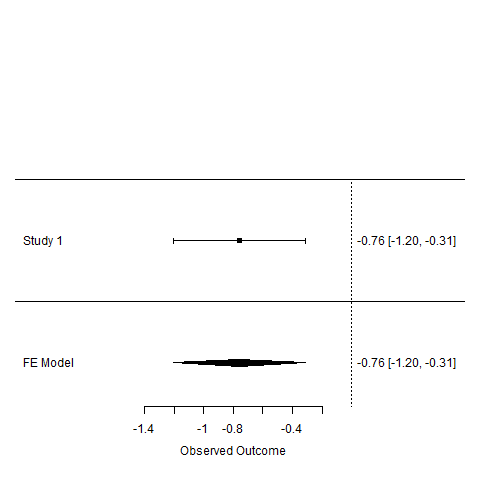 Study 1 -0.76 [-1.20, -0.31]
FE Model -0.76 [-1.20, -0.31]
-1.4 -1 -0.8 -0.4
Observed Outcome